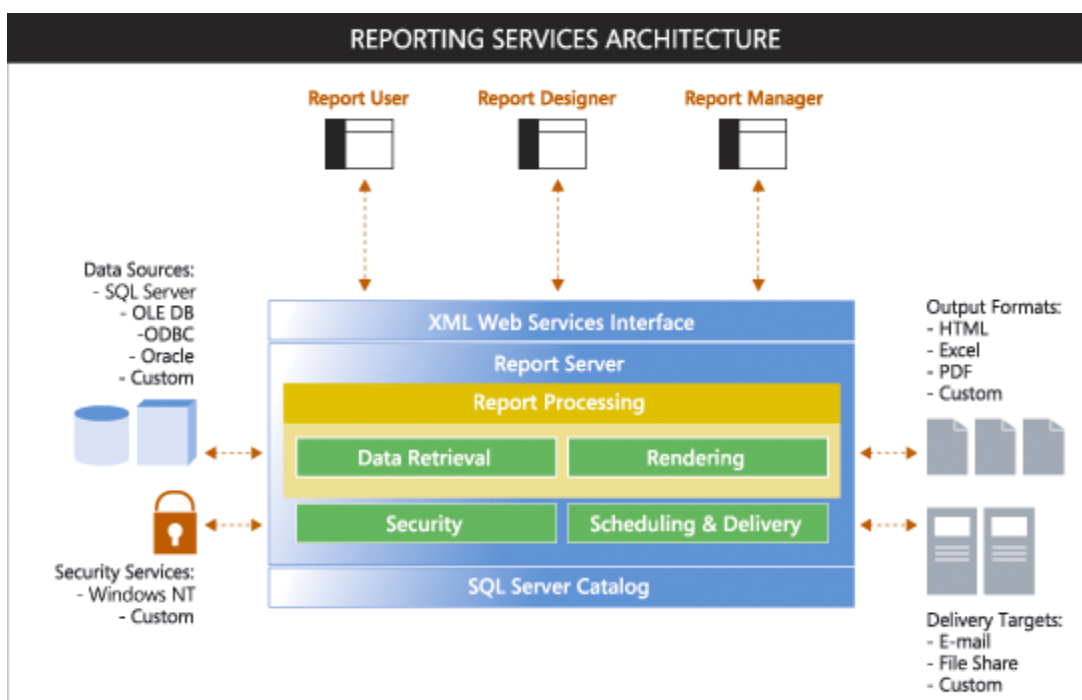 REPORTING SERVICES ARCHITECTURE
Report User
Report Designer
Report Manager
Data Sources:
- SQL Server
- OLE DB
-ODBC
- Oracle
- Custom
XML Web Services Interface
Report Server
Report Processing
Data Retrieval
Rendering
Security
Scheduling & Delivery
SQL Server Catalog
Output Formats:
- HTML
- Excel
- PDF
- Custom
Security Services:
- Windows NT
- Custom
Delivery Targets:
- E-mail
- File Share
- Custom